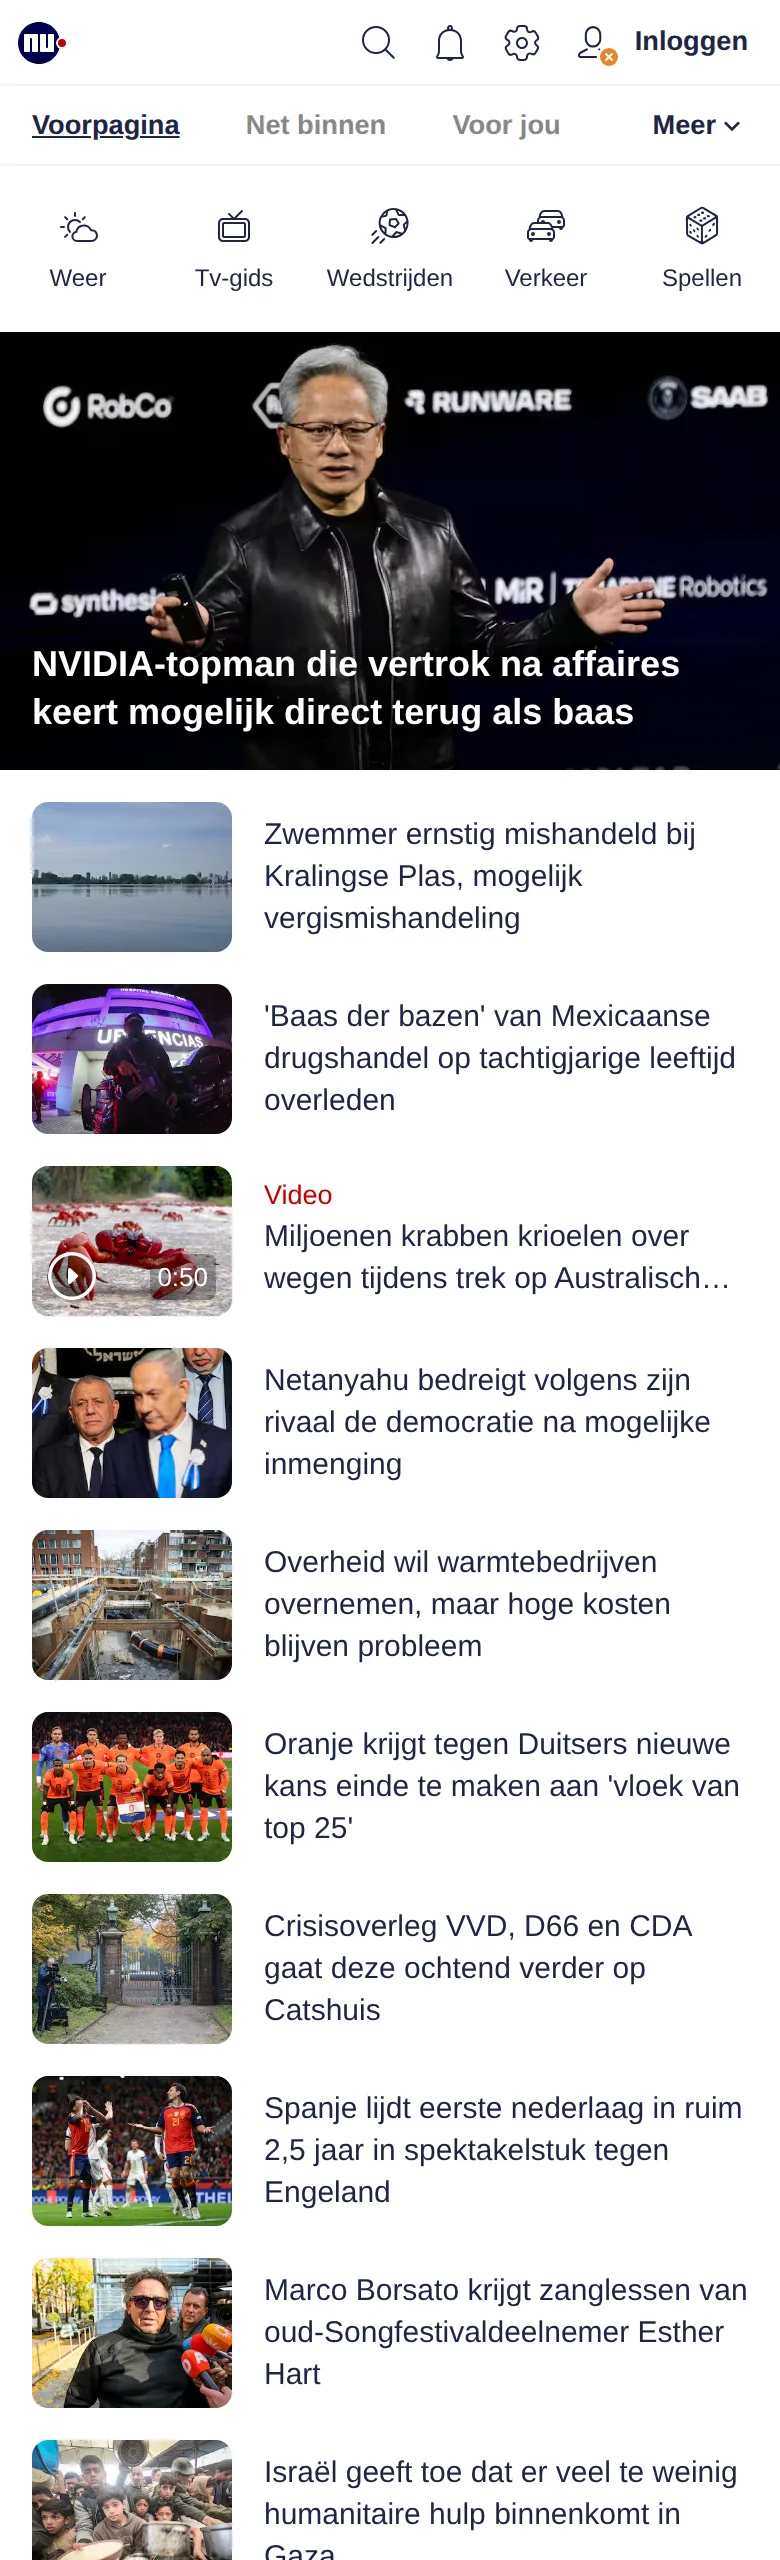 nu
Inloggen
Voorpagina
Net binnen
Voor jou
Meer
Weer
Tv-gids
Wedstrijden
Verkeer
Spellen
RobCo
RUNWARE
SAAB
MiR
Robotics
NVIDIA-topman die vertrok na affaires
keert mogelijk direct terug als baas
Zwemmer ernstig mishandeld bij
Kralingse Plas, mogelijk
vergismishandeling
'Baas der bazen' van Mexicaanse
drugshandel op tachtigjarige leeftijd
overleden
Video
Miljoenen krabben krioelen over
wegen tijdens trek op Australisch…
0:50
Netanyahu bedreigt volgens zijn
rivaal de democratie na mogelijke
inmenging
Overheid wil warmtebedrijven
overnemen, maar hoge kosten
blijven probleem
Oranje krijgt tegen Duitsers nieuwe
kans einde te maken aan 'vloek van
top 25'
Crisisoverleg VVD, D66 en CDA
gaat deze ochtend verder op
Catshuis
Spanje lijdt eerste nederlaag in ruim
2,5 jaar in spektakelstuk tegen
Engeland
Marco Borsato krijgt zanglessen van
oud-Songfestivaldeelnemer Esther
Hart
Israël geeft toe dat er veel te weinig
humanitaire hulp binnenkomt in
Gaza